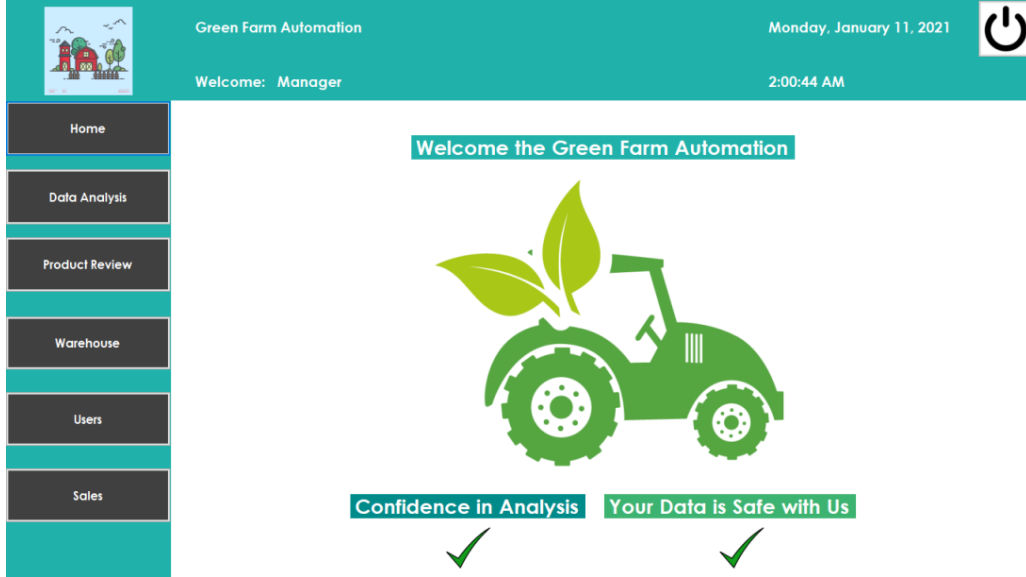 Green Farm Automation
Monday, January 11, 2021
Welcome: Manager
2:00:44 AM
Home
Data Analysis
Product Review
Warehouse
Users
Sales
Welcome the Green Farm Automation
Confidence in Analysis
Your Data is Safe with Us